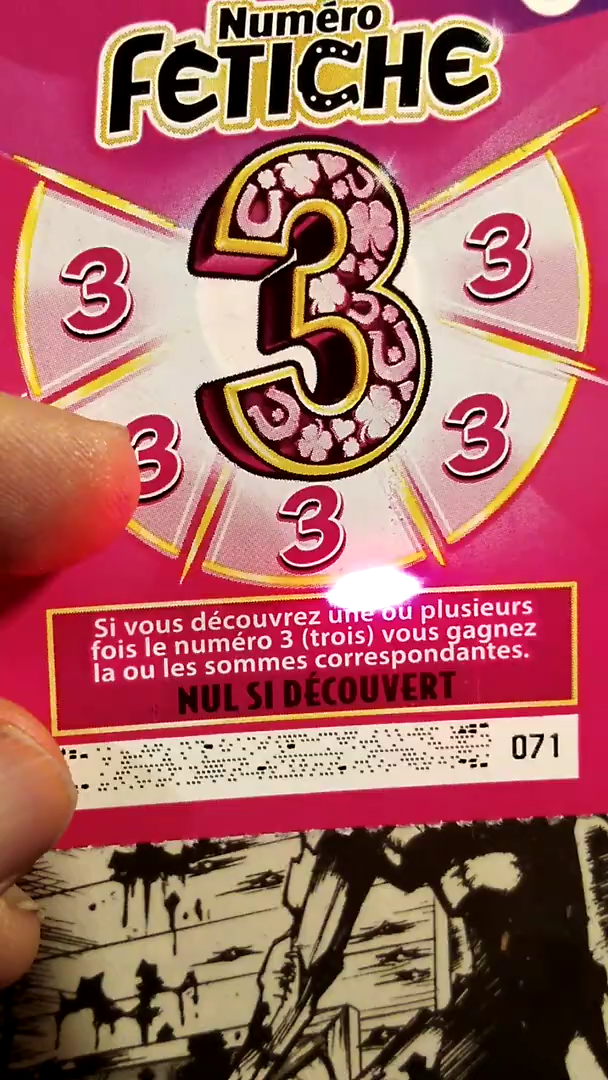 Numéro
FÉTICHE
3
3
3
3
3
3
Si vous découvrez une ou plusieurs
fois le numéro 3 (trois) vous gagnez
la ou les sommes correspondantes.
NUL SI DÉCOUVERT
071